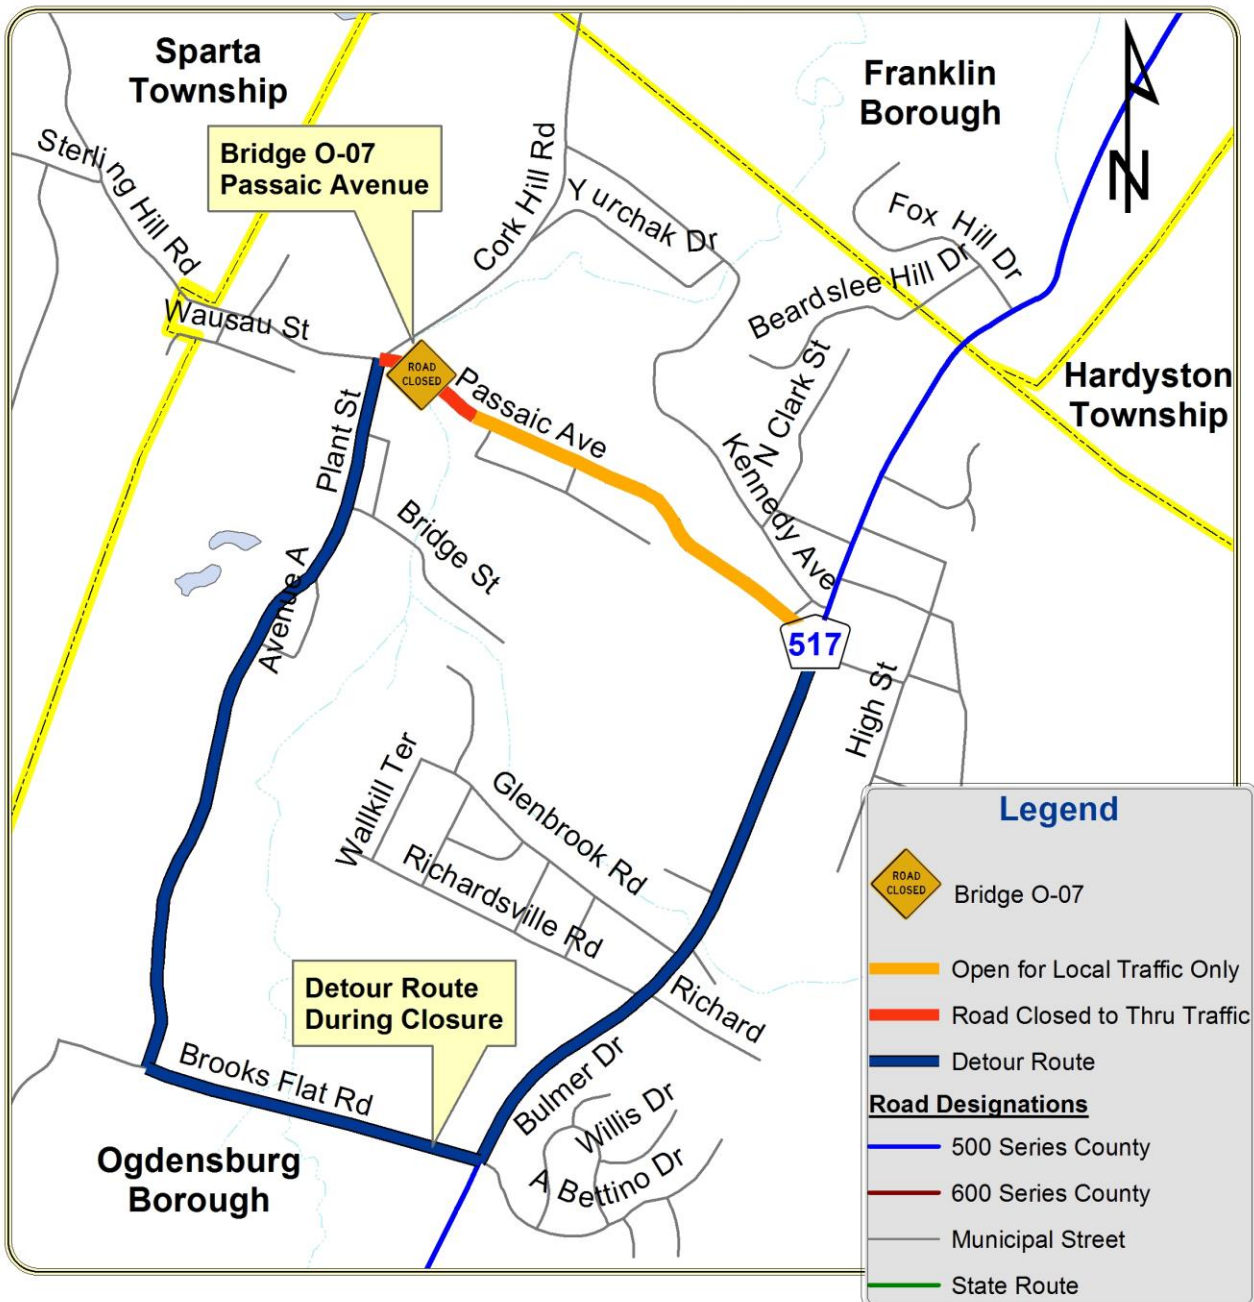 Sparta
Township
Franklin
Borough
N
Bridge O-07
Passaic Avenue
Sterling Hill Rd
Cork Hill Rd
Yurchak Dr
Fox Hill Dr
Beardslee Hill Dr
Wausau St
ROAD
CLOSED
Passaic Ave
N Clark St
Hardyston
Township
Plant St
Kennedy Ave
Bridge St
Avenue A
517
High St
Wallkill Ter
Glenbrook Rd
Richardsville Rd
Richard
Detour Route
During Closure
Brooks Flat Rd
Bulmer Dr
Willis Dr
A Bettino Dr
Ogdensburg
Borough
Legend
ROAD
CLOSED
Bridge O-07
Open for Local Traffic Only
Road Closed to Thru Traffic
Detour Route
Road Designations
500 Series County
600 Series County
Municipal Street
State Route